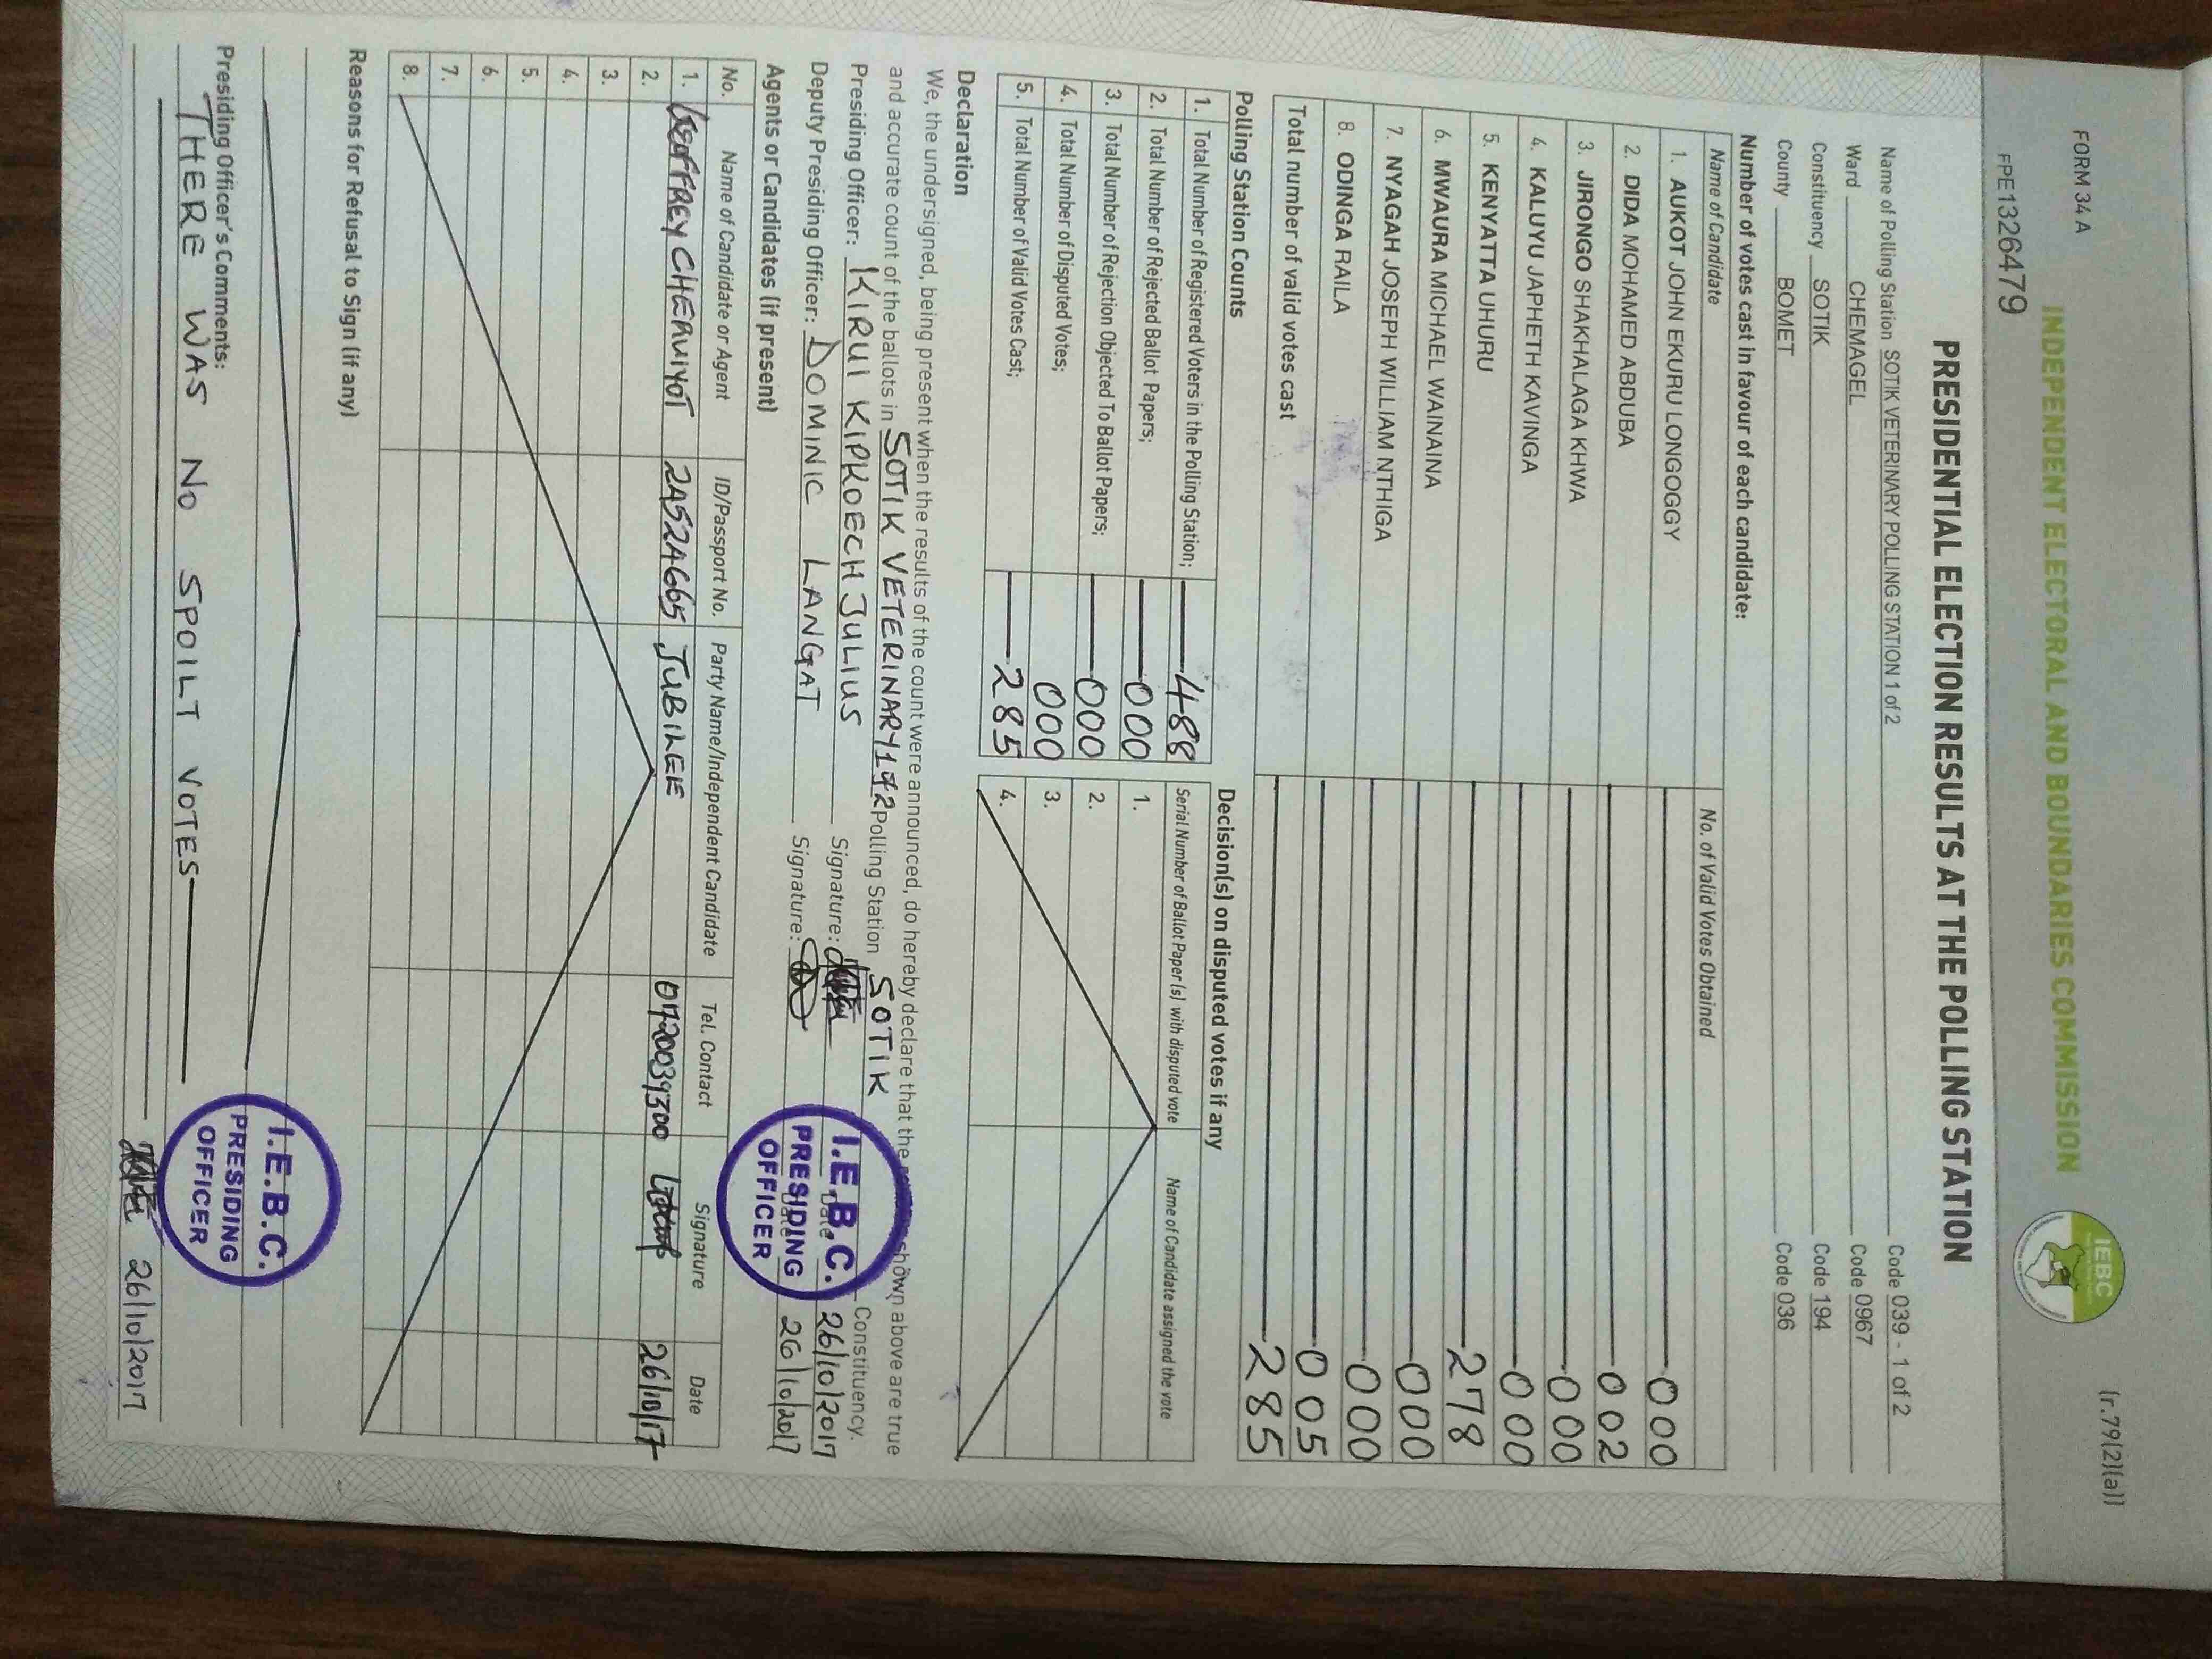 FORM 34 A
(r.79(2)(a))
FPE1326479
INDEPENDENT ELECTORAL AND BOUNDARIES COMMISSION
IEBC
PRESIDENTIAL ELECTION RESULTS AT THE POLLING STATION
Name of Polling Station SOTIK VETERINARY POLLING STATION 1 of 2 Code 039 - 1 of 2
Ward CHEMAGEL Code 0967
Constituency SOTIK Code 194
County BOMET Code 036
Number of votes cast in favour of each candidate:
Name of Candidate No. of Valid Votes Obtained
1. AUKOT JOHN EKURU LONGOGGY 000
2. DIDA MOHAMED ABDUBA 002
3. JIRONGO SHAKHALAGA KHWA 000
4. KALUYU JAPHETH KAVINGA 000
5. KENYATTA UHURU 278
6. MWAURA MICHAEL WAINAINA 000
7. NYAGAH JOSEPH WILLIAM NTHIGA 000
8. ODINGA RAILA 005
Total number of valid votes cast 285
Polling Station Counts
1. Total Number of Registered Voters in the Polling Station; 488
2. Total Number of Rejected Ballot Papers; 000
3. Total Number of Rejection Objected To Ballot Papers; 000
4. Total Number of Disputed Votes; 000
5. Total Number of Valid Votes Cast; 285
Decision(s) on disputed votes if any
Serial Number of Ballot Paper (s) with disputed vote Name of Candidate assigned the vote
1.
2.
3.
4.
Declaration
We, the undersigned, being present when the results of the count were announced, do hereby declare that the shown above are true
and accurate count of the ballots in SOTIK VETERINARY 1 of 2 Polling Station SOTIK Constituency.
Presiding Officer: KIRUI KIPKOECH JULIUS Signature: Date 26/10/2017
Deputy Presiding Officer: DOMINIC LANGAT Signature: Date 26/10/2017
I.E.B.C.
PRESIDING
OFFICER
Agents or Candidates (if present)
No. Name of Candidate or Agent ID/Passport No. Party Name/Independent Candidate Tel. Contact Signature Date
1. GEOFFREY CHERUIYOT 24524665 JUBILEE 0720039300 26/10/17
2.
3.
4.
5.
6.
7.
8.
Reasons for Refusal to Sign (if any)
Presiding Officer's Comments:
THERE WAS NO SPOILT VOTES
I.E.B.C.
PRESIDING
OFFICER
26/10/2017